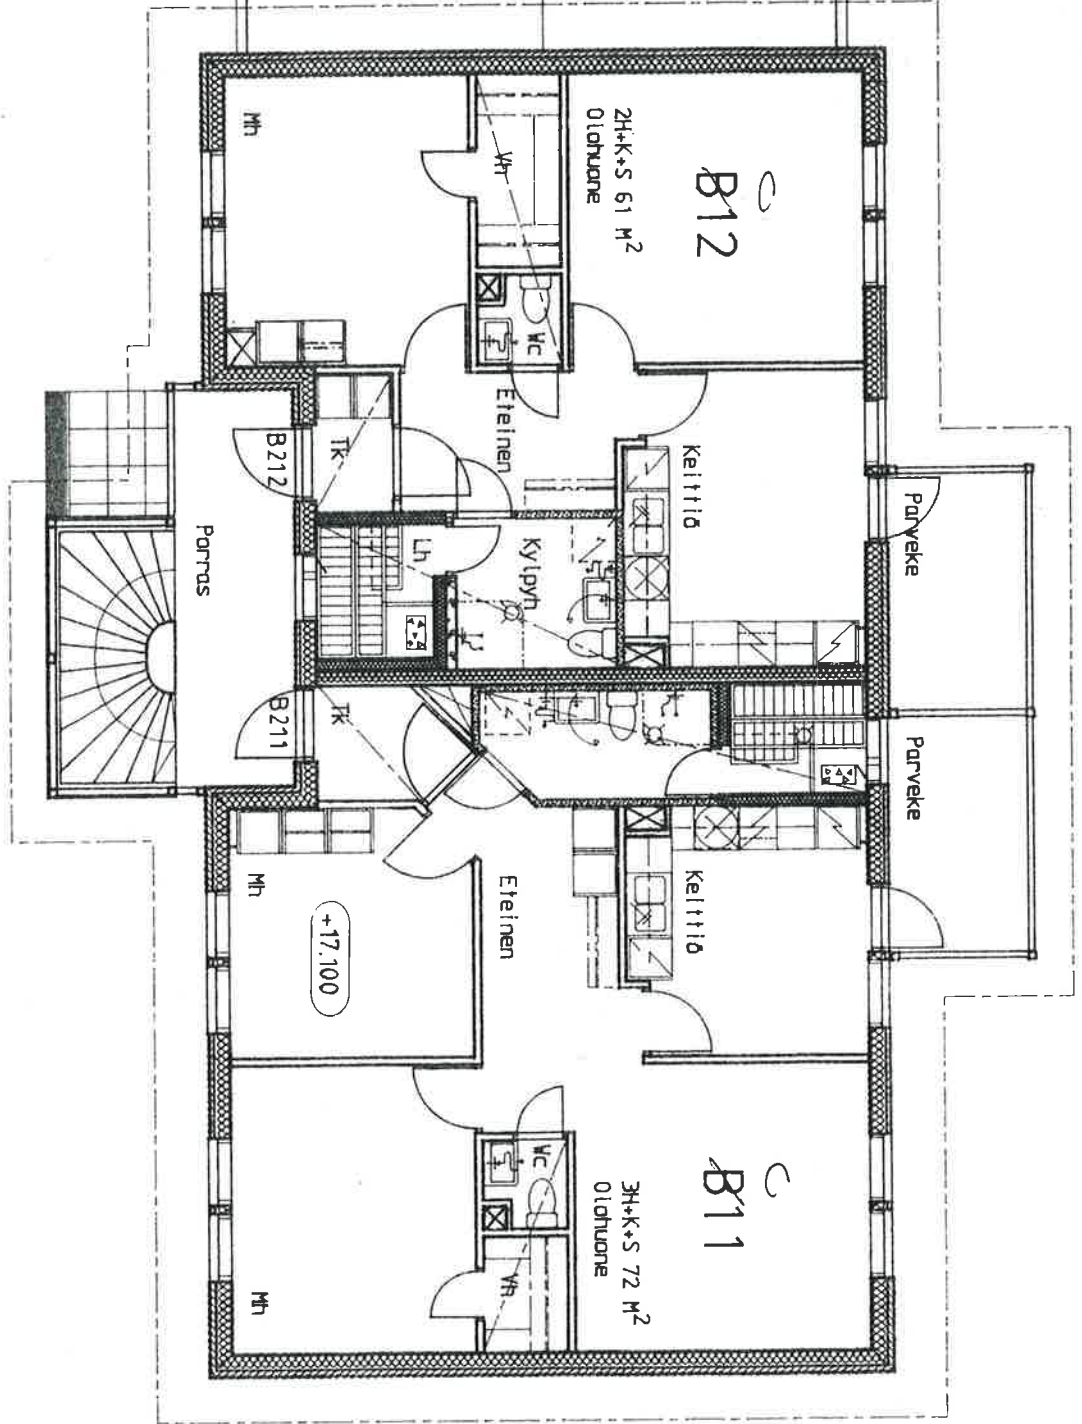 C
B12
2H+K+S 61 M²
Olohuone
Mh
Vh
Wc
Eteinen
Keittiö
Parveke
Tk
B212
Porras
Lh
Kylpyh
B211
Tk
Parveke
Keittiö
Eteinen
Mh
+17.100
C
B11
3H+K+S 72 M²
Olohuone
Wc
Vh
Mh